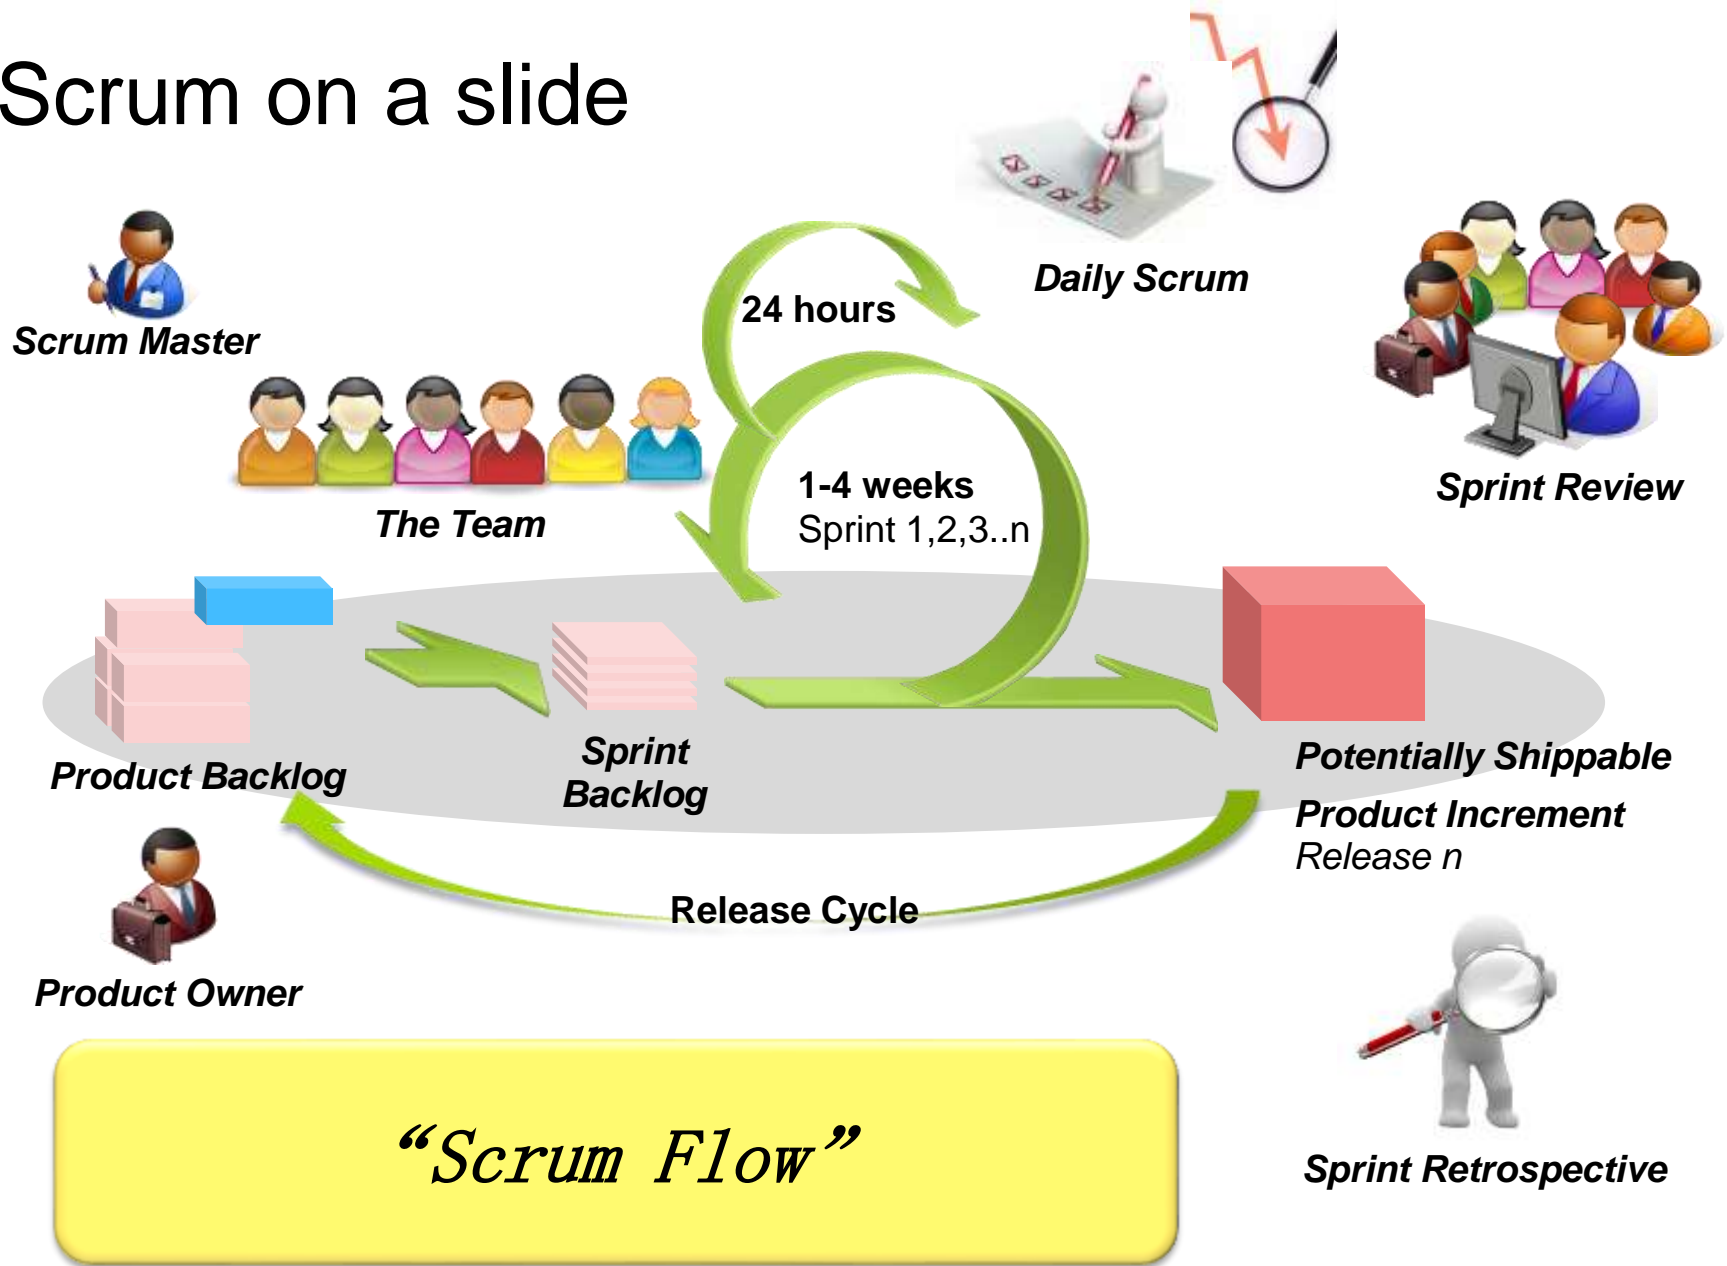 Scrum on a slide
Daily Scrum
24 hours
Scrum Master
1-4 weeks
Sprint 1,2,3..n
Sprint Review
The Team
Sprint
Backlog
Product Backlog
Potentially Shippable
Product Increment
Release n
Release Cycle
Product Owner
“Scrum Flow”
Sprint Retrospective